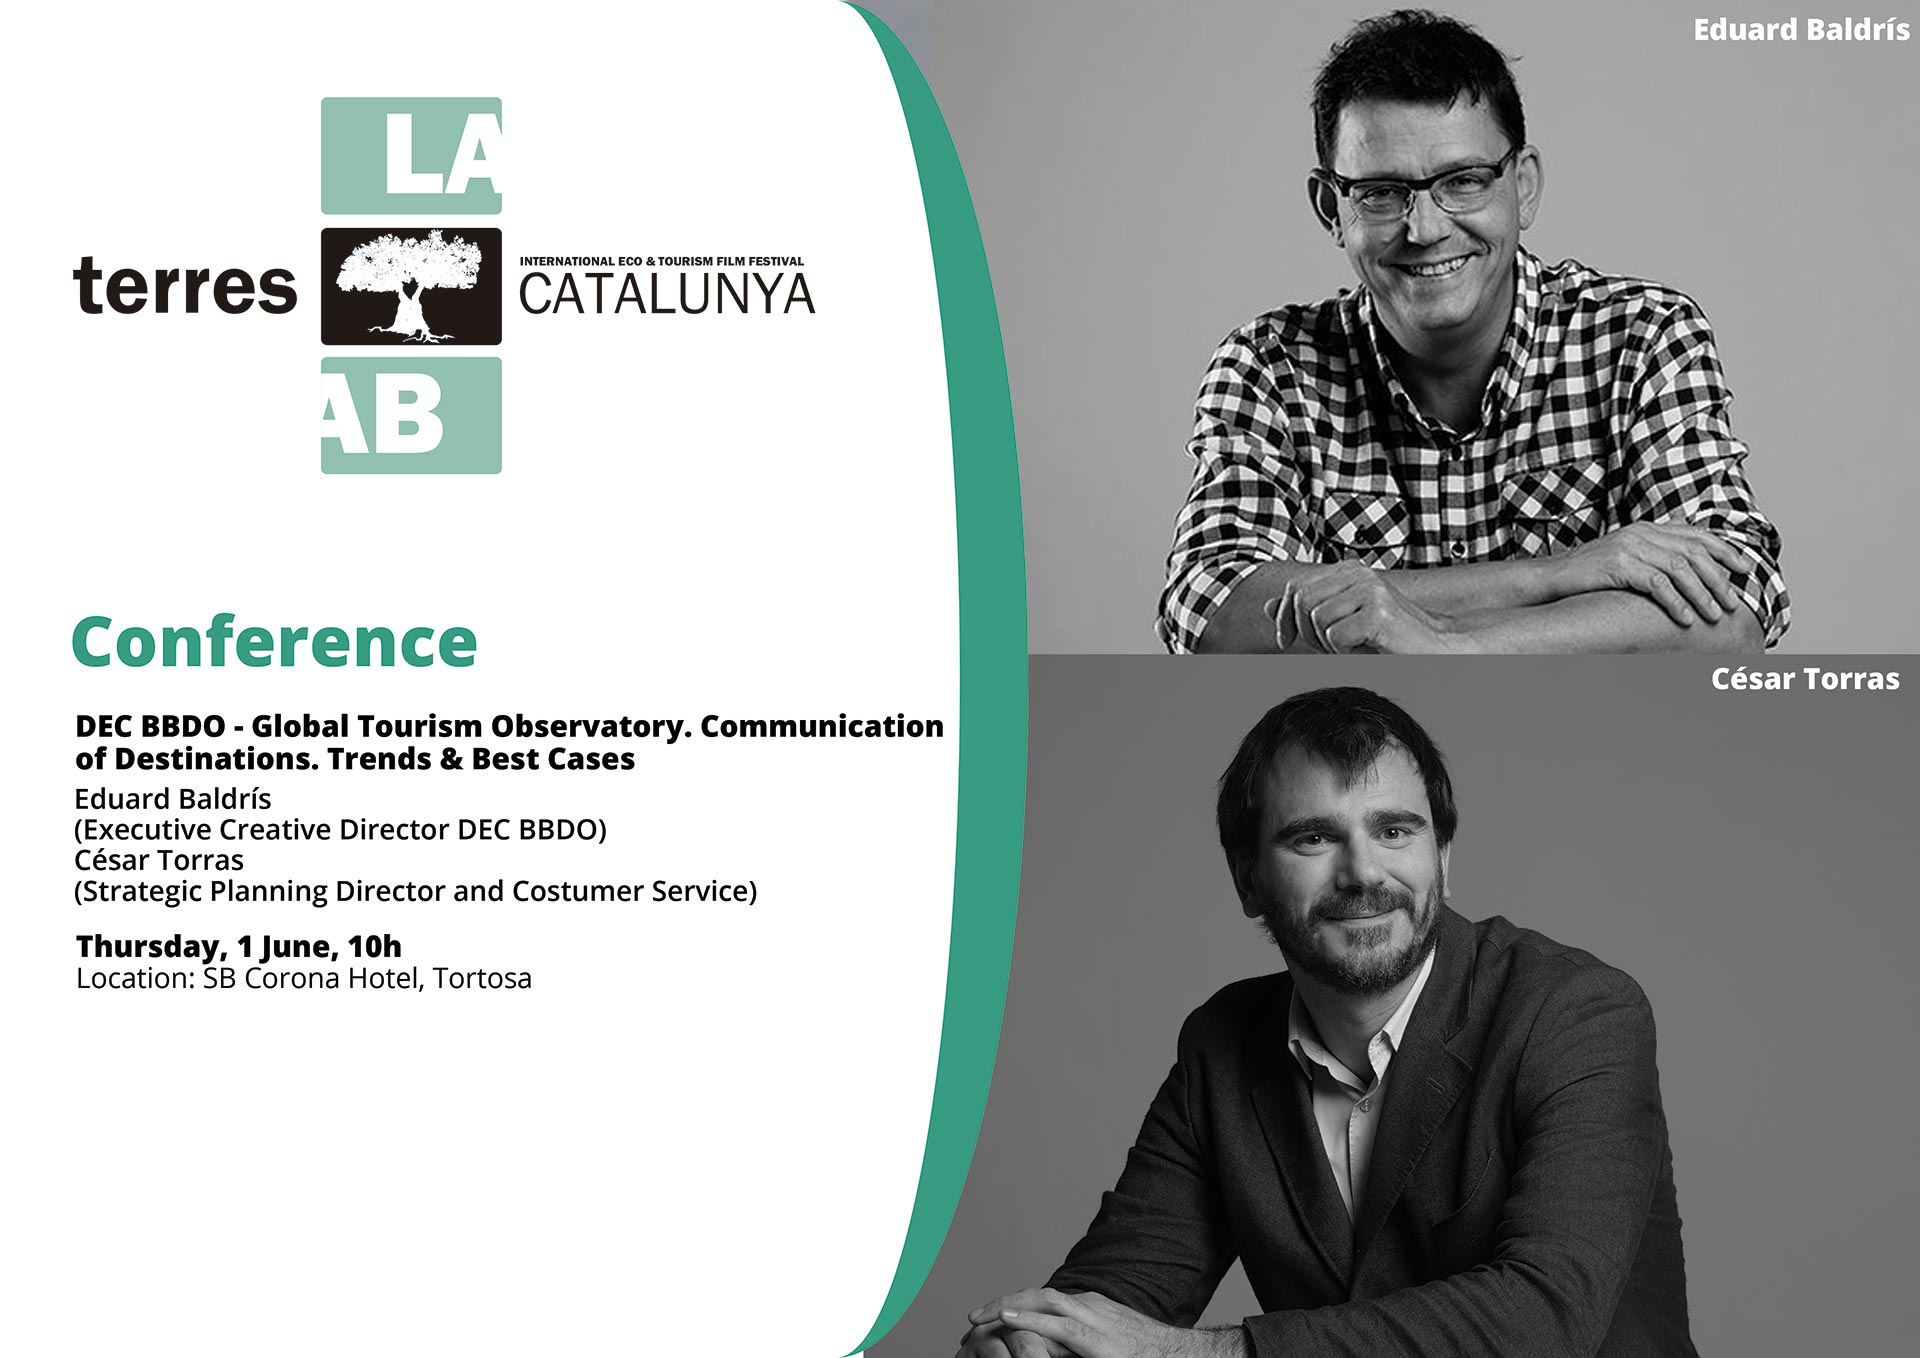 LA
terres
INTERNATIONAL ECO & TOURISM FILM FESTIVAL
CATALUNYA
AB
Conference
DEC BBDO - Global Tourism Observatory. Communication
of Destinations. Trends & Best Cases
Eduard Baldrís
(Executive Creative Director DEC BBDO)
César Torras
(Strategic Planning Director and Costumer Service)
Thursday, 1 June, 10h
Location: SB Corona Hotel, Tortosa
Eduard Baldrís
César Torras